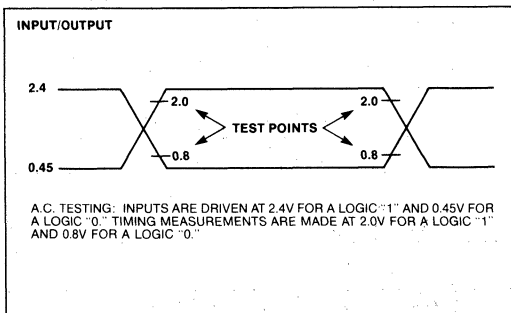 INPUT/OUTPUT
2.4
2.0
2.0
TEST POINTS
0.8
0.8
0.45
A.C. TESTING: INPUTS ARE DRIVEN AT 2.4V FOR A LOGIC "1" AND 0.45V FOR
A LOGIC "0." TIMING MEASUREMENTS ARE MADE AT 2.0V FOR A LOGIC "1"
AND 0.8V FOR A LOGIC "0."